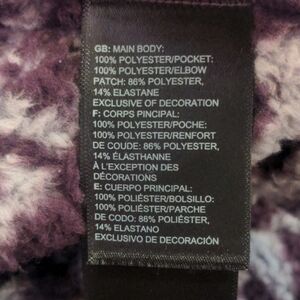 GB: MAIN BODY:
100% POLYESTER/POCKET:
100% POLYESTER/ELBOW
PATCH: 86% POLYESTER,
14% ELASTANE
EXCLUSIVE OF DECORATION
F: CORPS PINCIPAL:
100% POLYESTER/POCHE:
100% POLYESTER/RENFORT
DE COUDE: 86% POLYESTER,
14% ÉLASTHANNE
À L'EXCEPTION DES
DÉCORATIONS
E: CUERPO PRINCIPAL:
100% POLIÉSTER/BOLSILLO:
100% POLIÉSTER/PARCHE
DE CODO: 86% POLIÉSTER,
14% ELASTANO
EXCLUSIVO DE DECORACIÓN